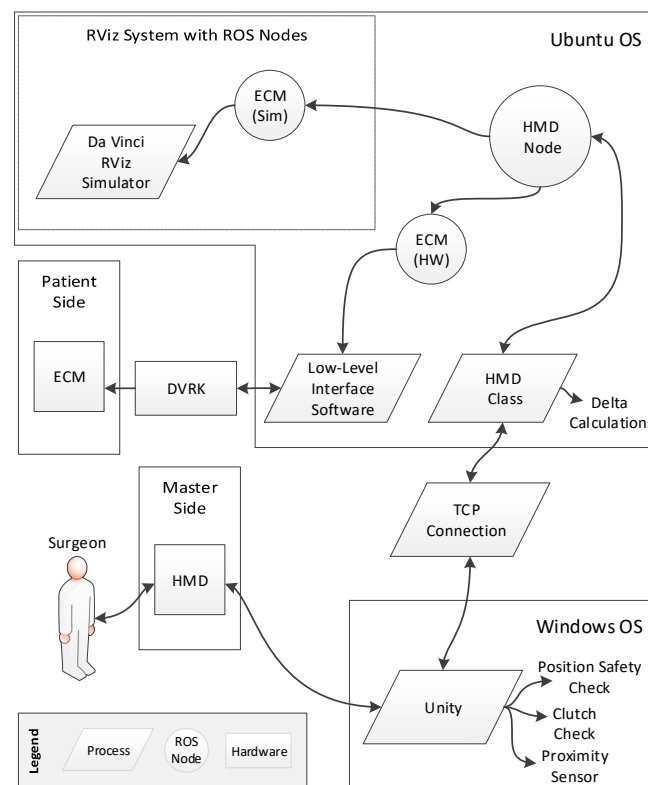 RViz System with ROS Nodes
Ubuntu OS
ECM
(Sim)
HMD
Node
Da Vinci
RViz
Simulator
ECM
(HW)
Patient
Side
ECM
DVRK
Low-Level
Interface
Software
HMD
Class
Delta
Calculations
Master
Side
HMD
TCP
Connection
Surgeon
Windows OS
Unity
Position Safety
Check
Clutch
Check
Proximity
Sensor
Legend
Process
ROS
Node
Hardware